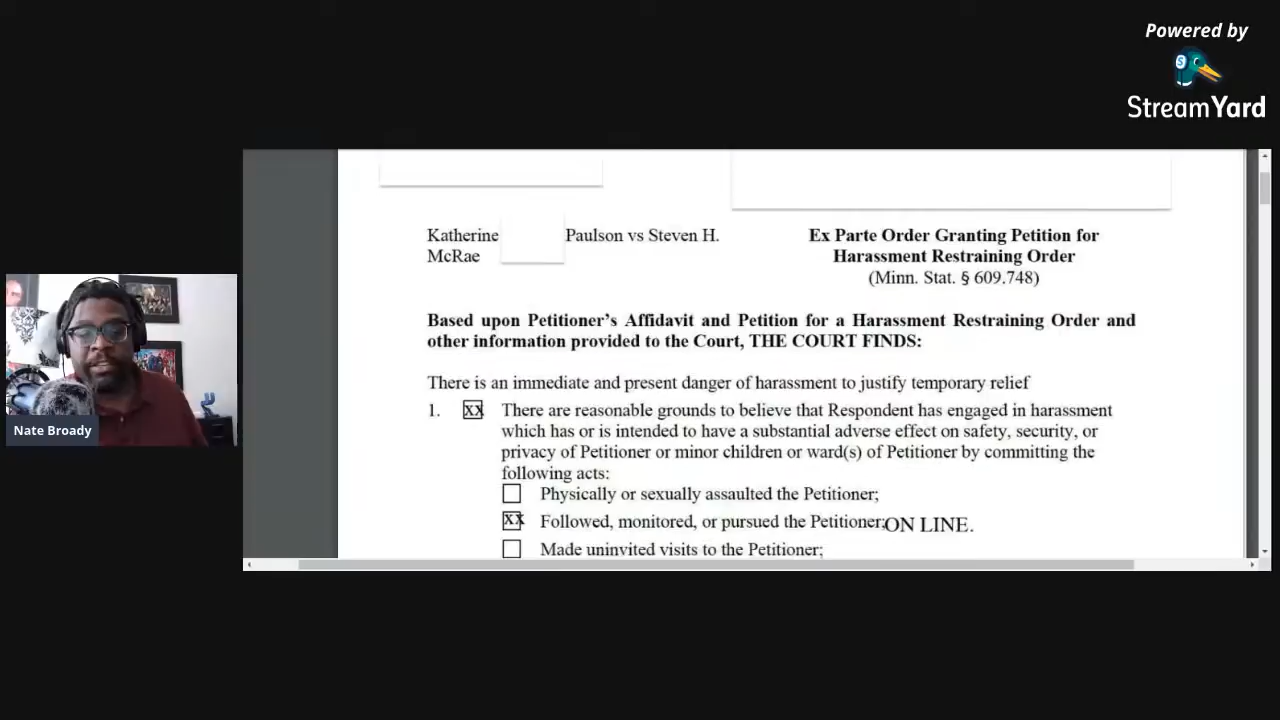 Powered by
StreamYard
Katherine Paulson vs Steven H.
McRae
Ex Parte Order Granting Petition for
Harassment Restraining Order
(Minn. Stat. § 609.748)
Based upon Petitioner's Affidavit and Petition for a Harassment Restraining Order and
other information provided to the Court, THE COURT FINDS:
There is an immediate and present danger of harassment to justify temporary relief
1. XX There are reasonable grounds to believe that Respondent has engaged in harassment
which has or is intended to have a substantial adverse effect on safety, security, or
privacy of Petitioner or minor children or ward(s) of Petitioner by committing the
following acts:
Physically or sexually assaulted the Petitioner;
XX Followed, monitored, or pursued the Petitioner;ON LINE.
Made uninvited visits to the Petitioner;
Nate Broady